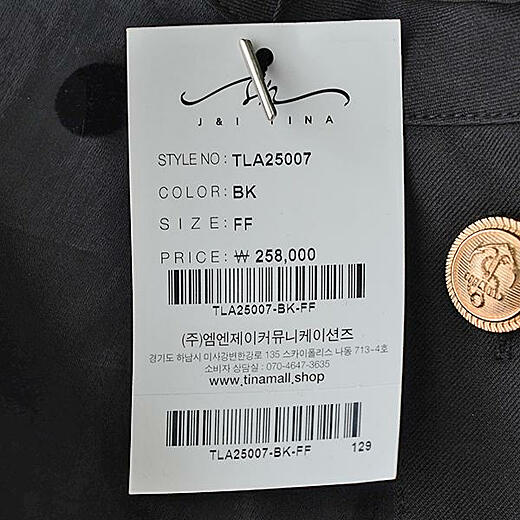 J & I TINA
STYLE NO : TLA25007
COLOR: BK
SIZE: FF
PRICE: ₩ 258,000
TLA25007-BK-FF
(주)엠엔제이커뮤니케이션즈
경기도 하남시 미사강변한강로 135 스카이폴리스 나동 713-4호
소비자 상담실 : 070-4647-3635
www.tinamall.shop
TLA25007-BK-FF
129